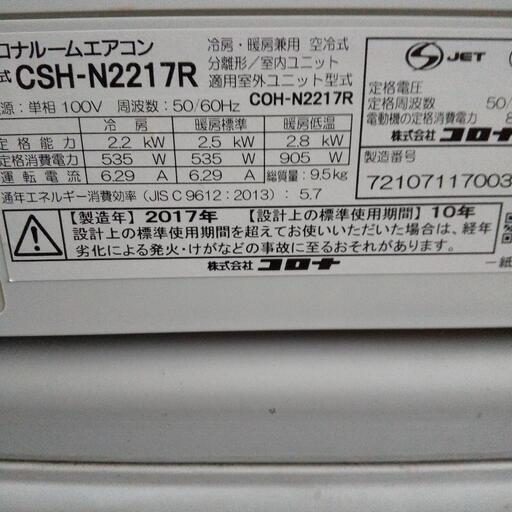 コロナルームエアコン
冷房・暖房兼用 空冷式
式 CSH-N2217R
分離形/室内ユニット
適用室外ユニット型式
源:単相100V 周波数:50/60Hz
COH-N2217R
冷房 暖房標準 暖房低温
定格能力 2.2 kW 2.5 kW 2.8 kW
定格消費電力 535 W 535 W 905 W
運転電流 6.29 A 6.29 A 総質量:9.5kg
通年エネルギー消費効率(JIS C 9612:2013): 5.7
S JET
定格電圧
定格周波数 50/
電動機の定格消費電力 8
株式会社 コロナ
製造番号
72107117003
【製造年】2017年 【設計上の標準使用期間】10年
設計上の標準使用期間を超えてお使いいただいた場合は、経年
劣化による発火・けがなどの事故に至るおそれがあります。
株式会社 コロナ
一紙